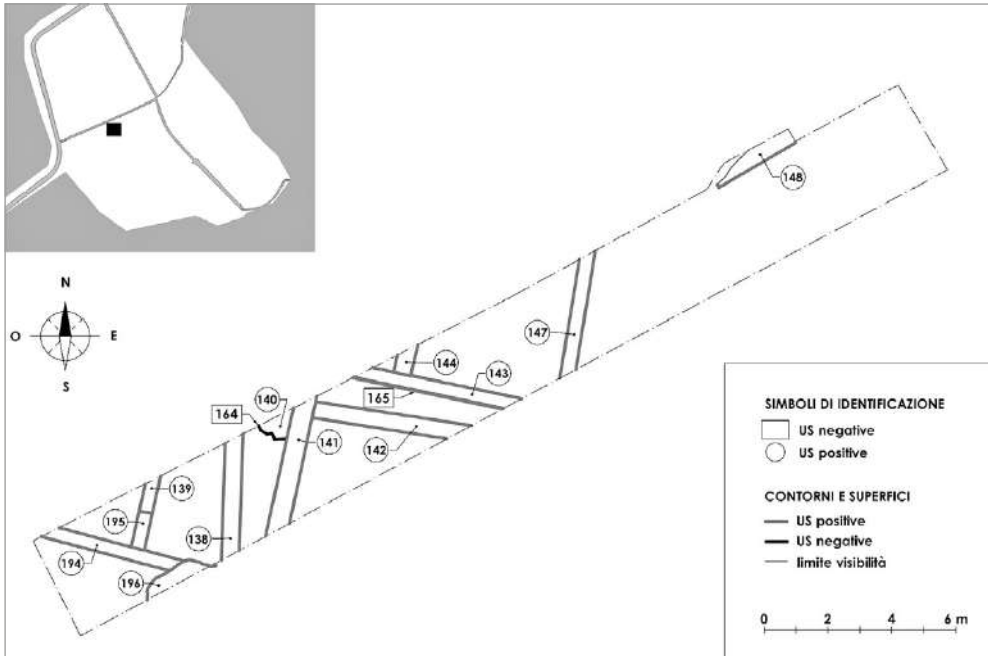 148
N
O
E
S
147
144
143
165
140
164
141
142
139
195
138
194
196
SIMBOLI DI IDENTIFICAZIONE
US negative
US positive
CONTORNI E SUPERFICI
US positive
US negative
limite visibilità
0 2 4 6 m